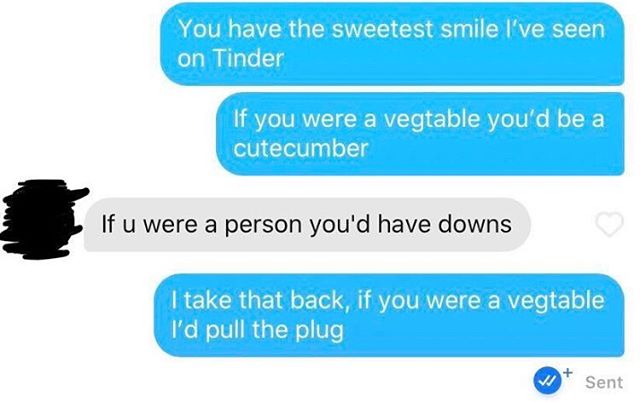 You have the sweetest smile I've seen
on Tinder
If you were a vegtable you'd be a
cutecumber
If u were a person you'd have downs
I take that back, if you were a vegtable
I'd pull the plug
Sent